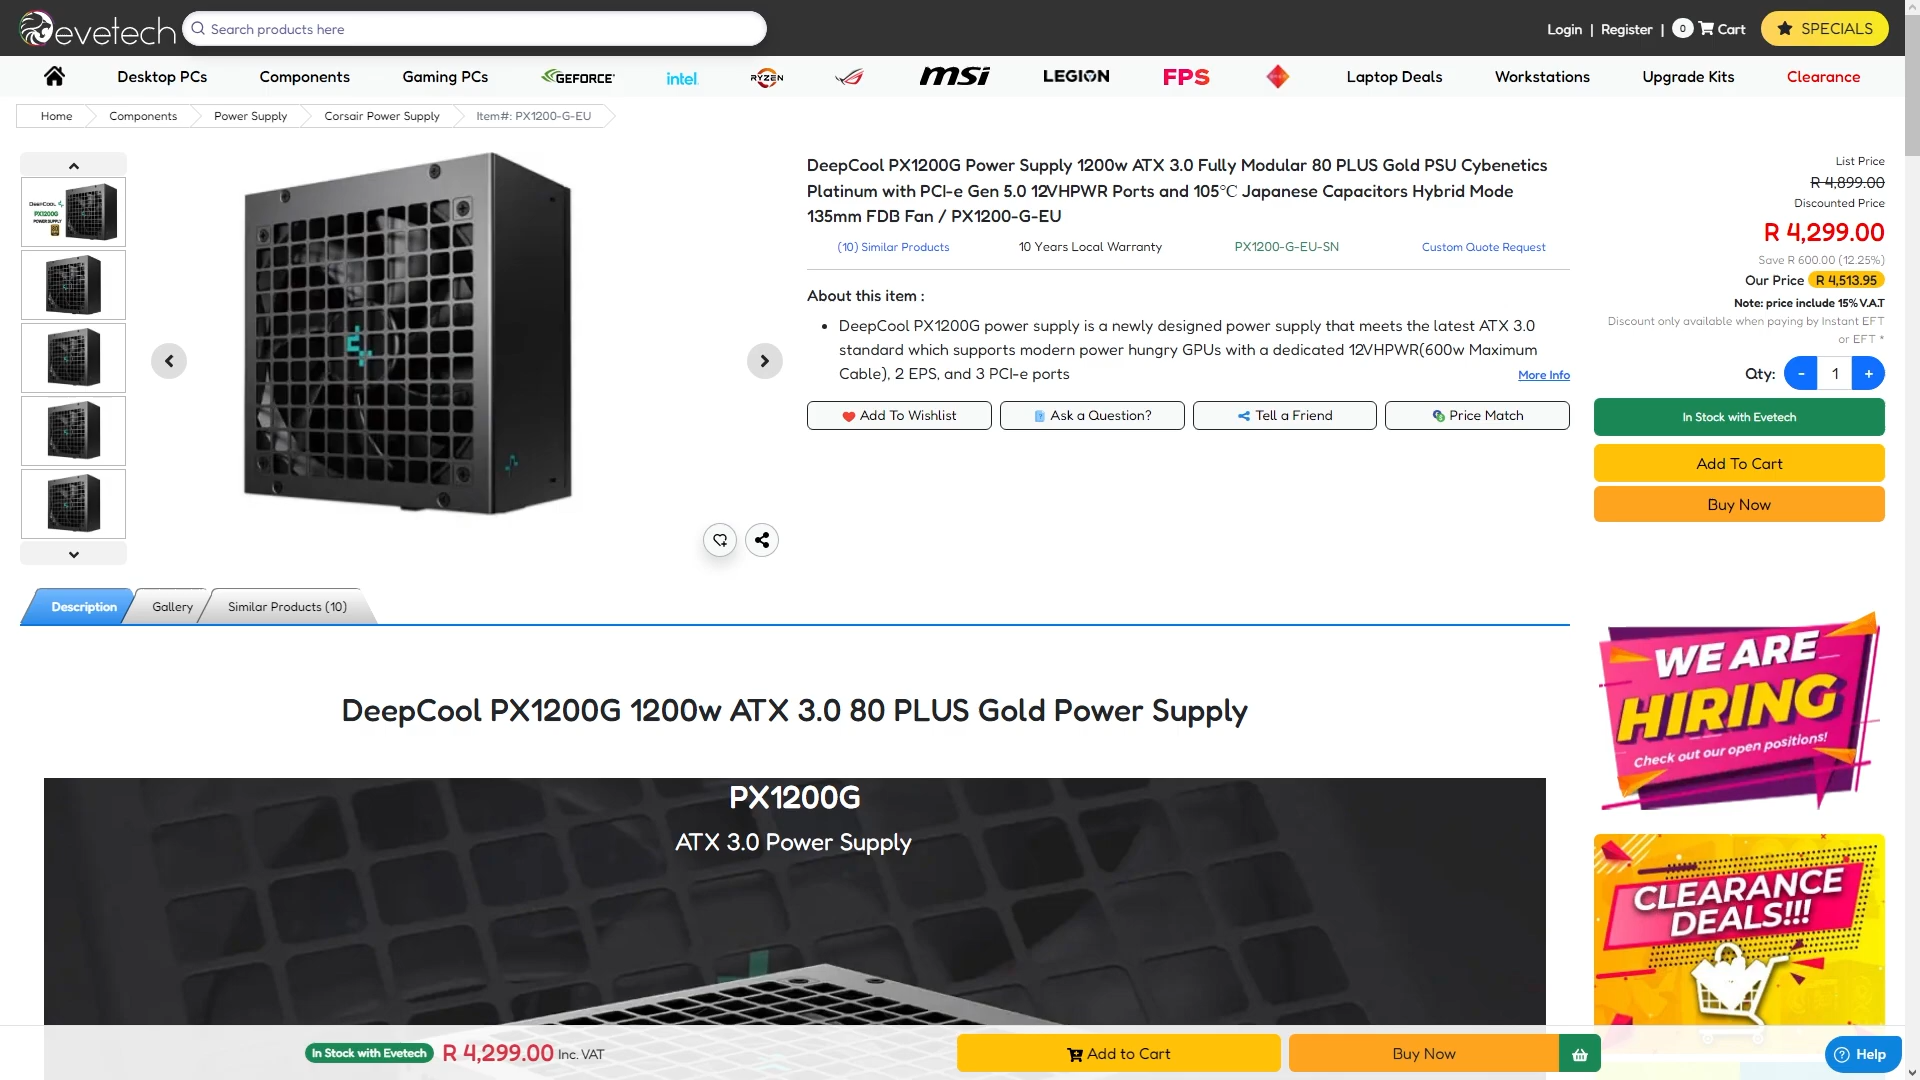 evetech
Search products here
Login | Register | 0 Cart
SPECIALS
Desktop PCs
Components
Gaming PCs
GEFORCE
intel
RYZEN
msi
LEGION
FPS
Laptop Deals
Workstations
Upgrade Kits
Clearance
Home
Components
Power Supply
Corsair Power Supply
Item#: PX1200-G-EU
DeepCool
PX1200G
POWER SUPPLY
DeepCool PX1200G Power Supply 1200w ATX 3.0 Fully Modular 80 PLUS Gold PSU Cybenetics
Platinum with PCI-e Gen 5.0 12VHPWR Ports and 105°C Japanese Capacitors Hybrid Mode
135mm FDB Fan / PX1200-G-EU
(10) Similar Products
10 Years Local Warranty
PX1200-G-EU-SN
Custom Quote Request
About this item :
• DeepCool PX1200G power supply is a newly designed power supply that meets the latest ATX 3.0
standard which supports modern power hungry GPUs with a dedicated 12VHPWR(600w Maximum
Cable), 2 EPS, and 3 PCI-e ports
More Info
Add To Wishlist
Ask a Question?
Tell a Friend
Price Match
List Price
R 4,899.00
Discounted Price
R 4,299.00
Save R 600.00 (12.25%)
Our Price R 4,513.95
Note: price include 15% V.A.T
Discount only available when paying by Instant EFT
or EFT *
Qty: - 1 +
In Stock with Evetech
Add To Cart
Buy Now
Description
Gallery
Similar Products (10)
DeepCool PX1200G 1200w ATX 3.0 80 PLUS Gold Power Supply
PX1200G
ATX 3.0 Power Supply
WE ARE
HIRING
Check out our open positions!
CLEARANCE
DEALS!!!
In Stock with Evetech R 4,299.00 Inc. VAT
Add to Cart
Buy Now
Help